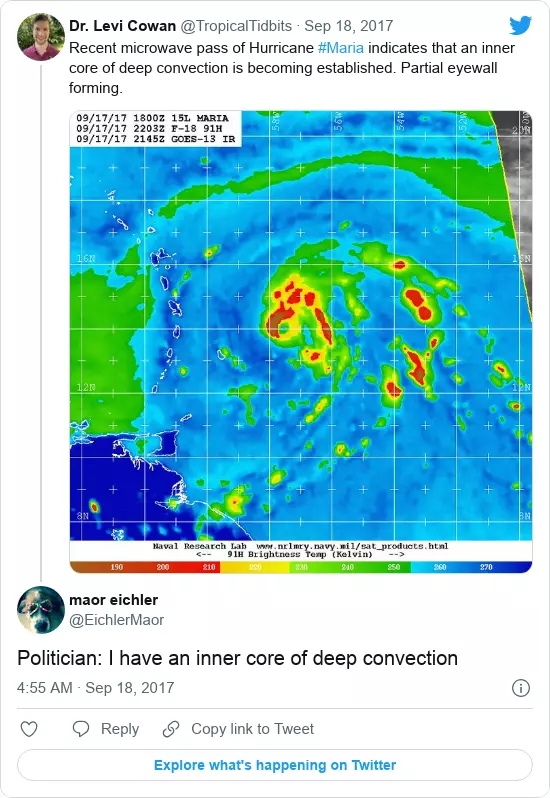 Dr. Levi Cowan @TropicalTidbits · Sep 18, 2017
Recent microwave pass of Hurricane #Maria indicates that an inner
core of deep convection is becoming established. Partial eyewall
forming.
09/17/17 1800Z 15L MARIA
09/17/17 2203Z F-18 91H
09/17/17 2145Z GOES-13 IR
58W 56W 54W 52W
20N
16N 16N
12N 12N
8N 8N
Naval Research Lab www.nrlmry.navy.mil/sat_products.html
<-- 91H Brightness Temp (Kelvin) -->
190 200 210 220 230 240 250 260 270
maor eichler
@EichlerMaor
Politician: I have an inner core of deep convection
4:55 AM · Sep 18, 2017
Reply Copy link to Tweet
Explore what's happening on Twitter